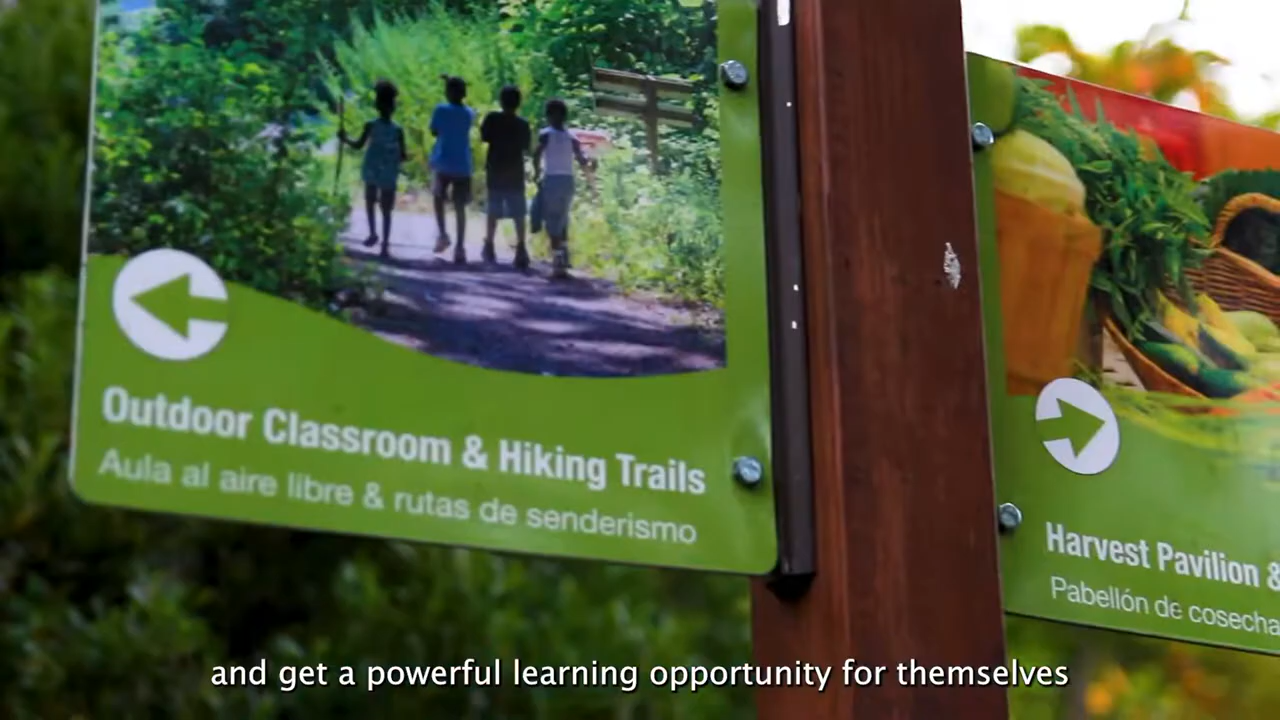 Outdoor Classroom & Hiking Trails
Aula al aire libre & rutas de senderismo
Harvest Pavilion &
Pabellón de cosecha
and get a powerful learning opportunity for themselves